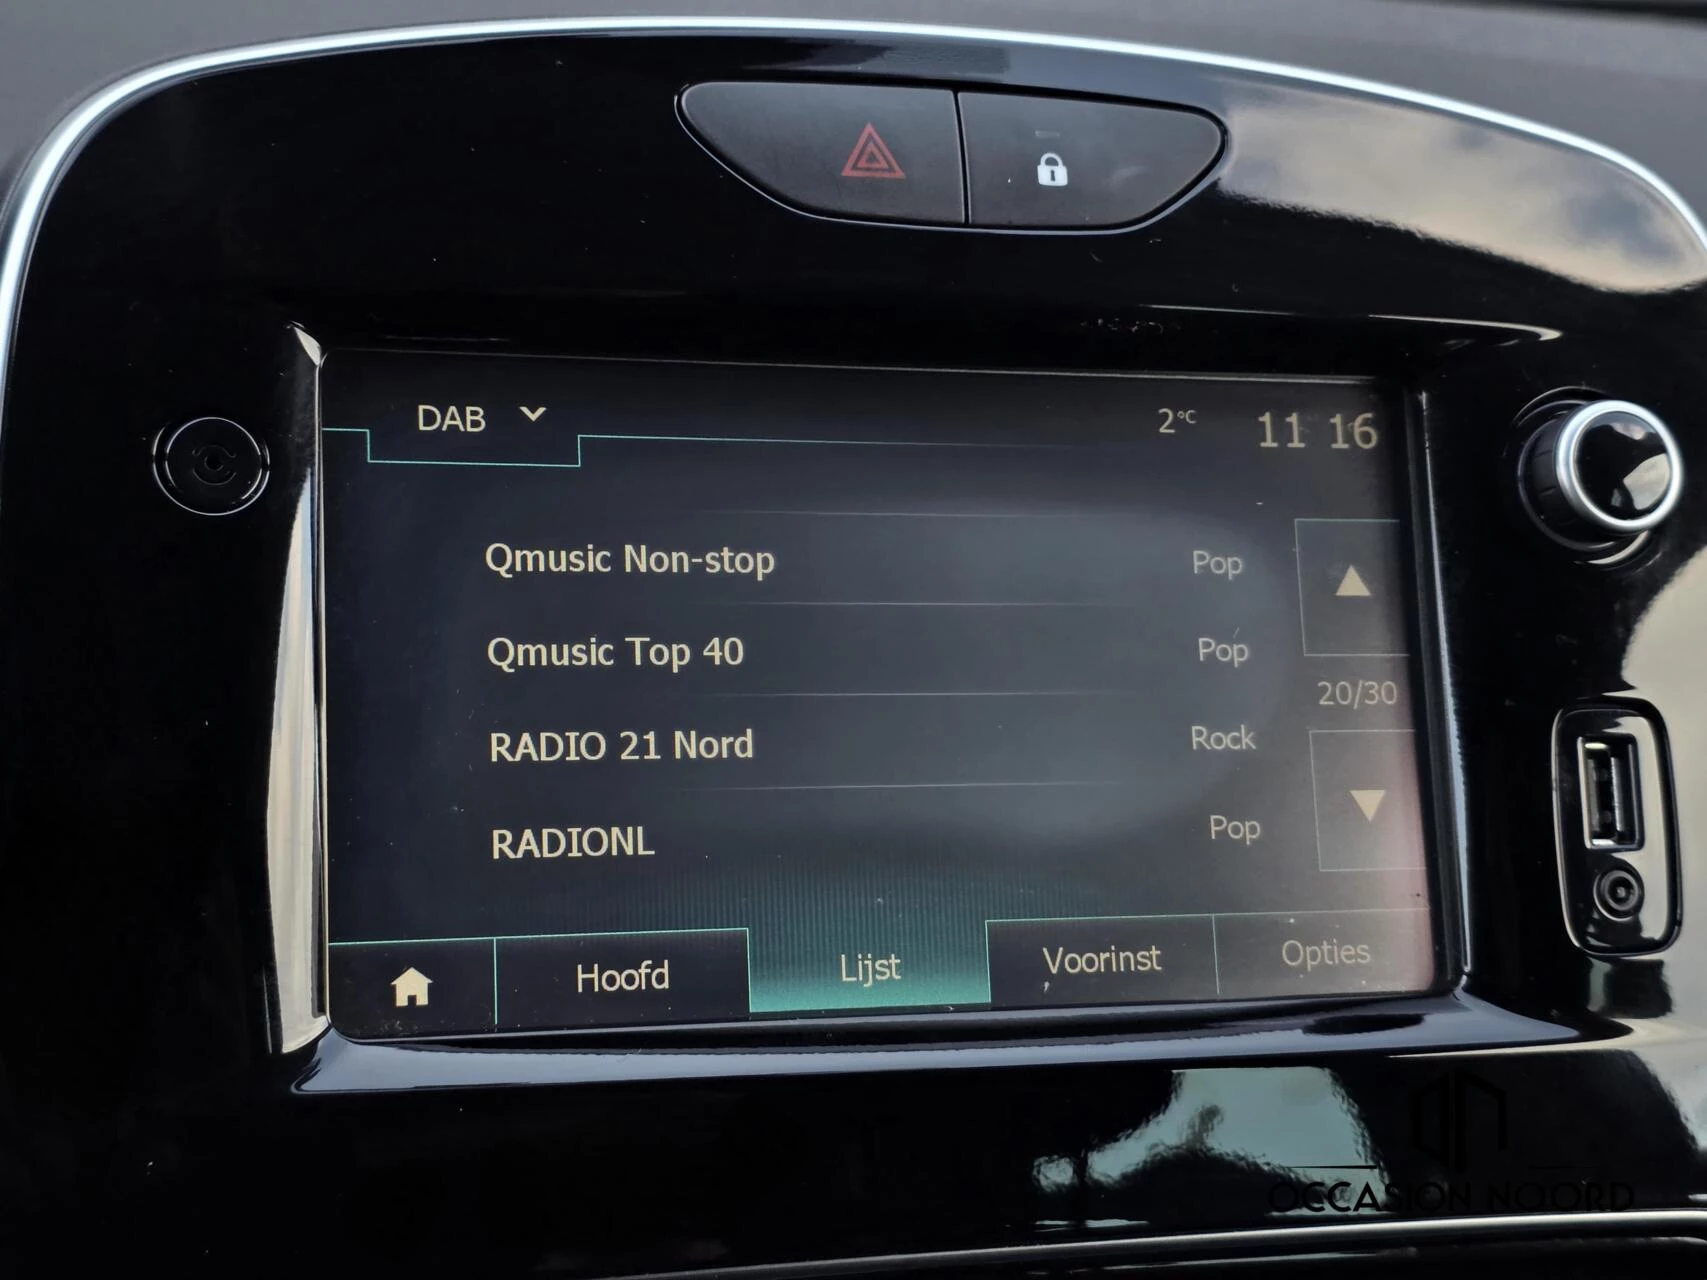 DAB 2°C 11 16
Qmusic Non-stop Pop
Qmusic Top 40 Pop
20/30
RADIO 21 Nord Rock
RADIONL Pop
Hoofd Lijst Voorinst Opties
OCCASION NOORD